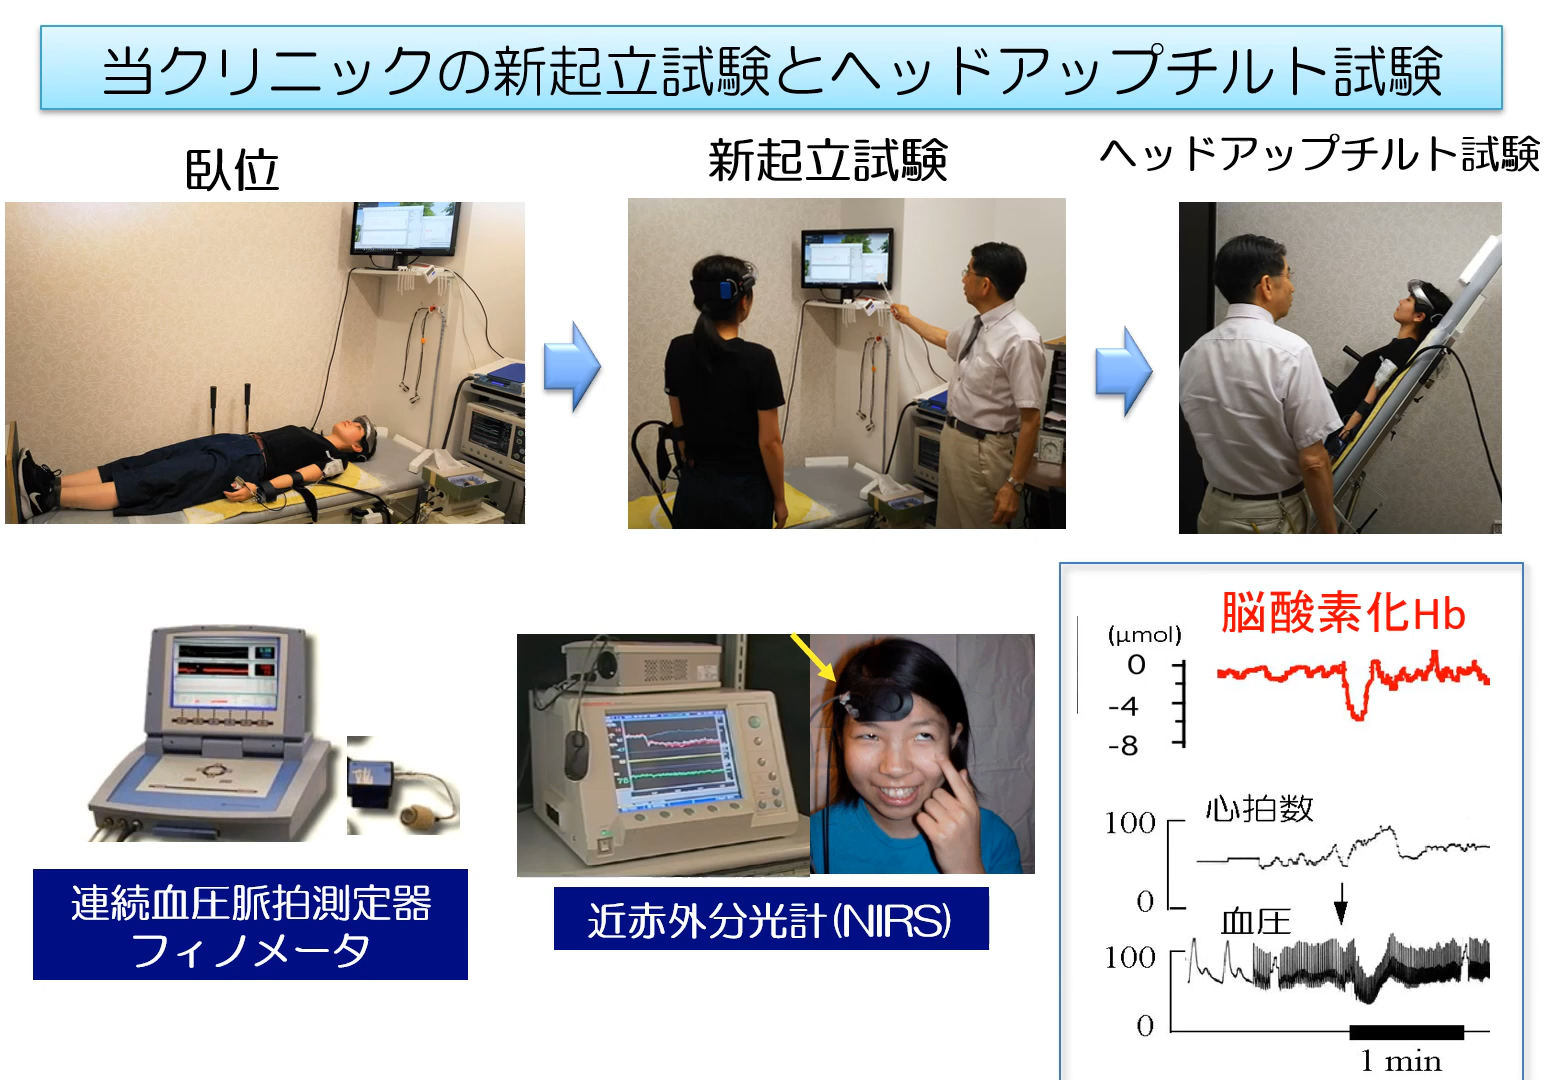 当クリニックの新起立試験とヘッドアップチルト試験
臥位
新起立試験
ヘッドアップチルト試験
連続血圧脈拍測定器
フィノメータ
近赤外分光計(NIRS)
脳酸素化Hb
(μmol)
0
-4
-8
心拍数
100
0
血圧
100
0
1 min